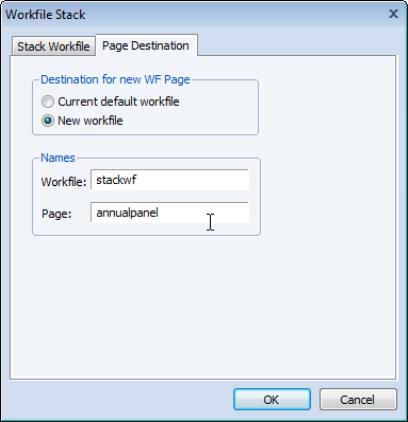 Workfile Stack
Stack Workfile Page Destination
Destination for new WF Page
Current default workfile
New workfile
Names
Workfile: stackwf
Page: annualpanel
OK Cancel